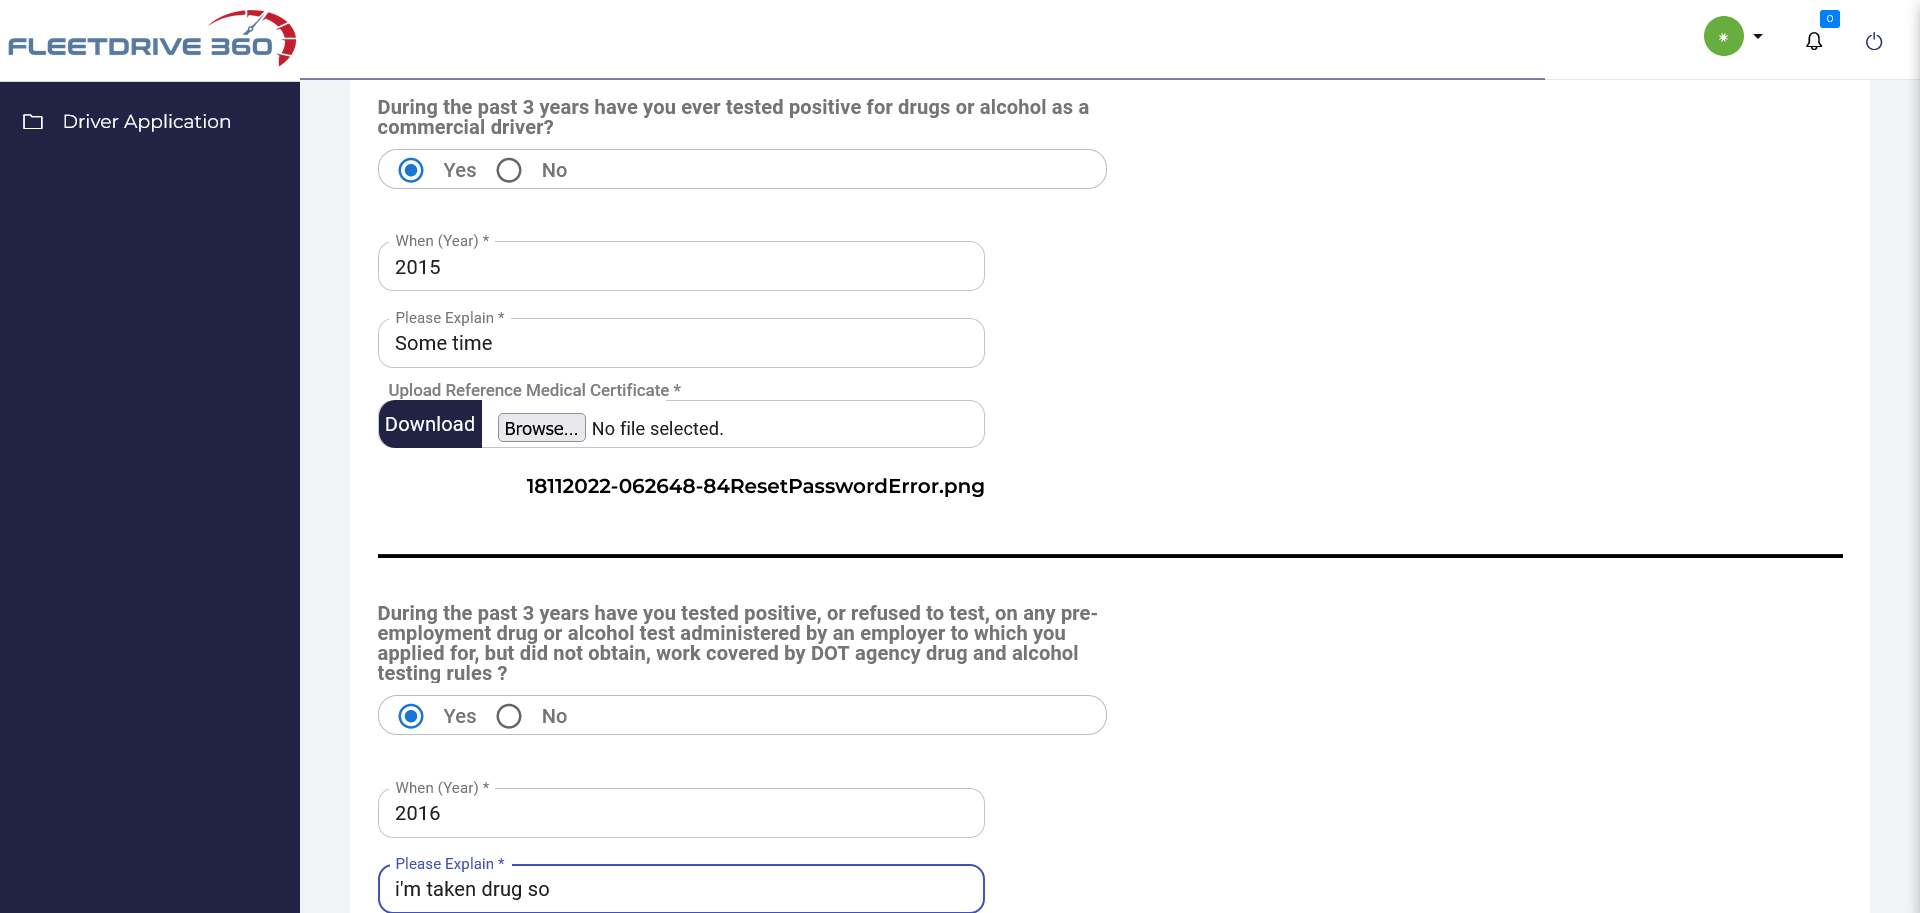 FLEETDRIVE 360
0
Driver Application
During the past 3 years have you ever tested positive for drugs or alcohol as a
commercial driver?
Yes No
When (Year) *
2015
Please Explain *
Some time
Upload Reference Medical Certificate *
Download Browse... No file selected.
18112022-062648-84ResetPasswordError.png
During the past 3 years have you tested positive, or refused to test, on any pre-
employment drug or alcohol test administered by an employer to which you
applied for, but did not obtain, work covered by DOT agency drug and alcohol
testing rules ?
Yes No
When (Year) *
2016
Please Explain *
i'm taken drug so